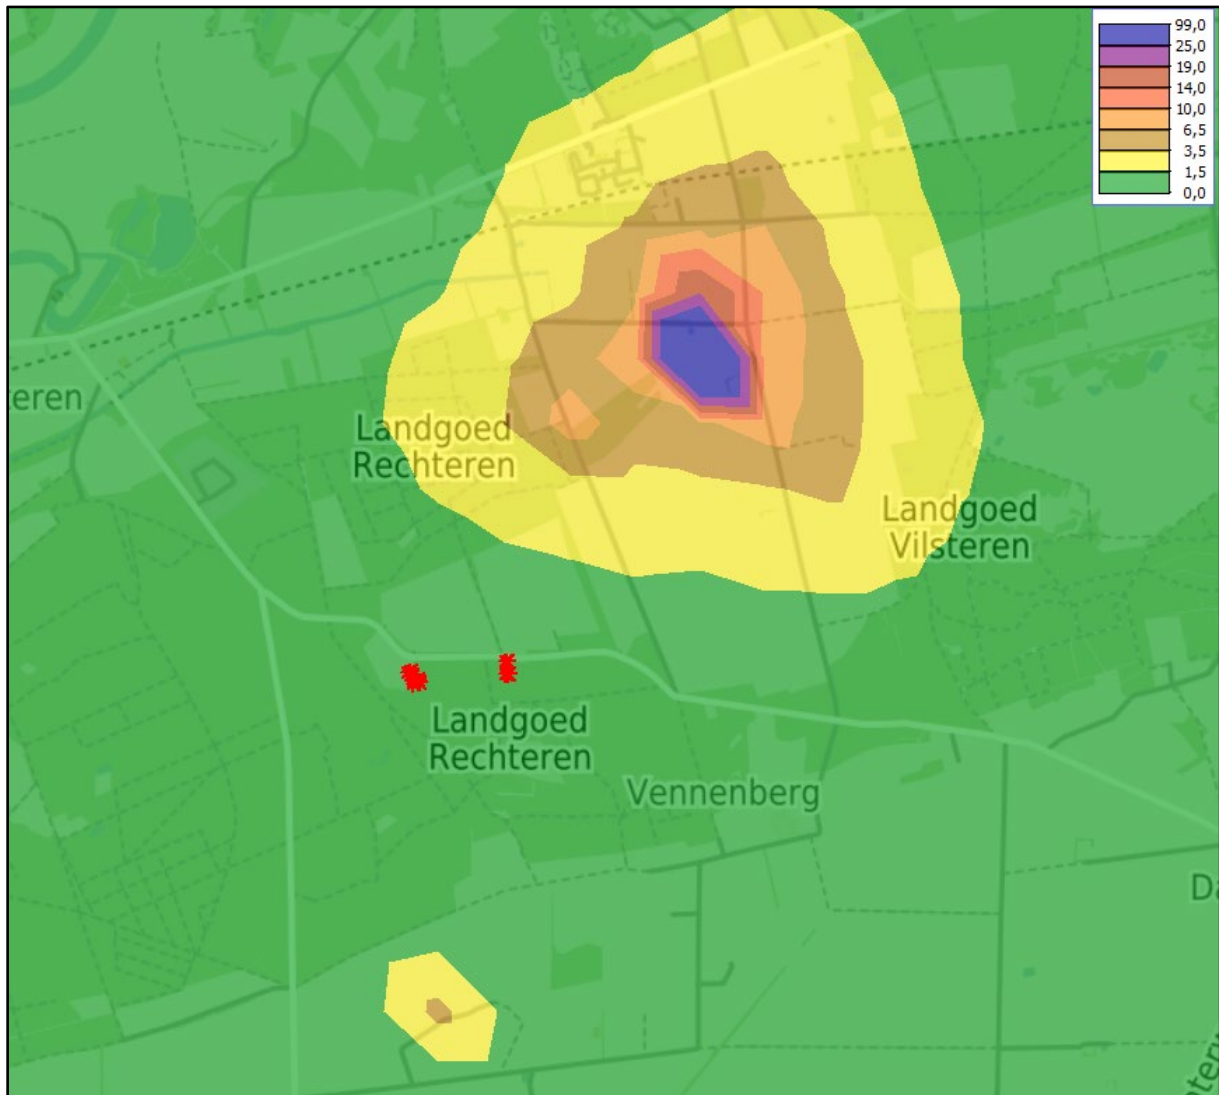 99,0
25,0
19,0
14,0
10,0
6,5
3,5
1,5
0,0
teren
Landgoed
Rechteren
Landgoed
Vilsteren
Landgoed
Rechteren
Vennenberg
Da